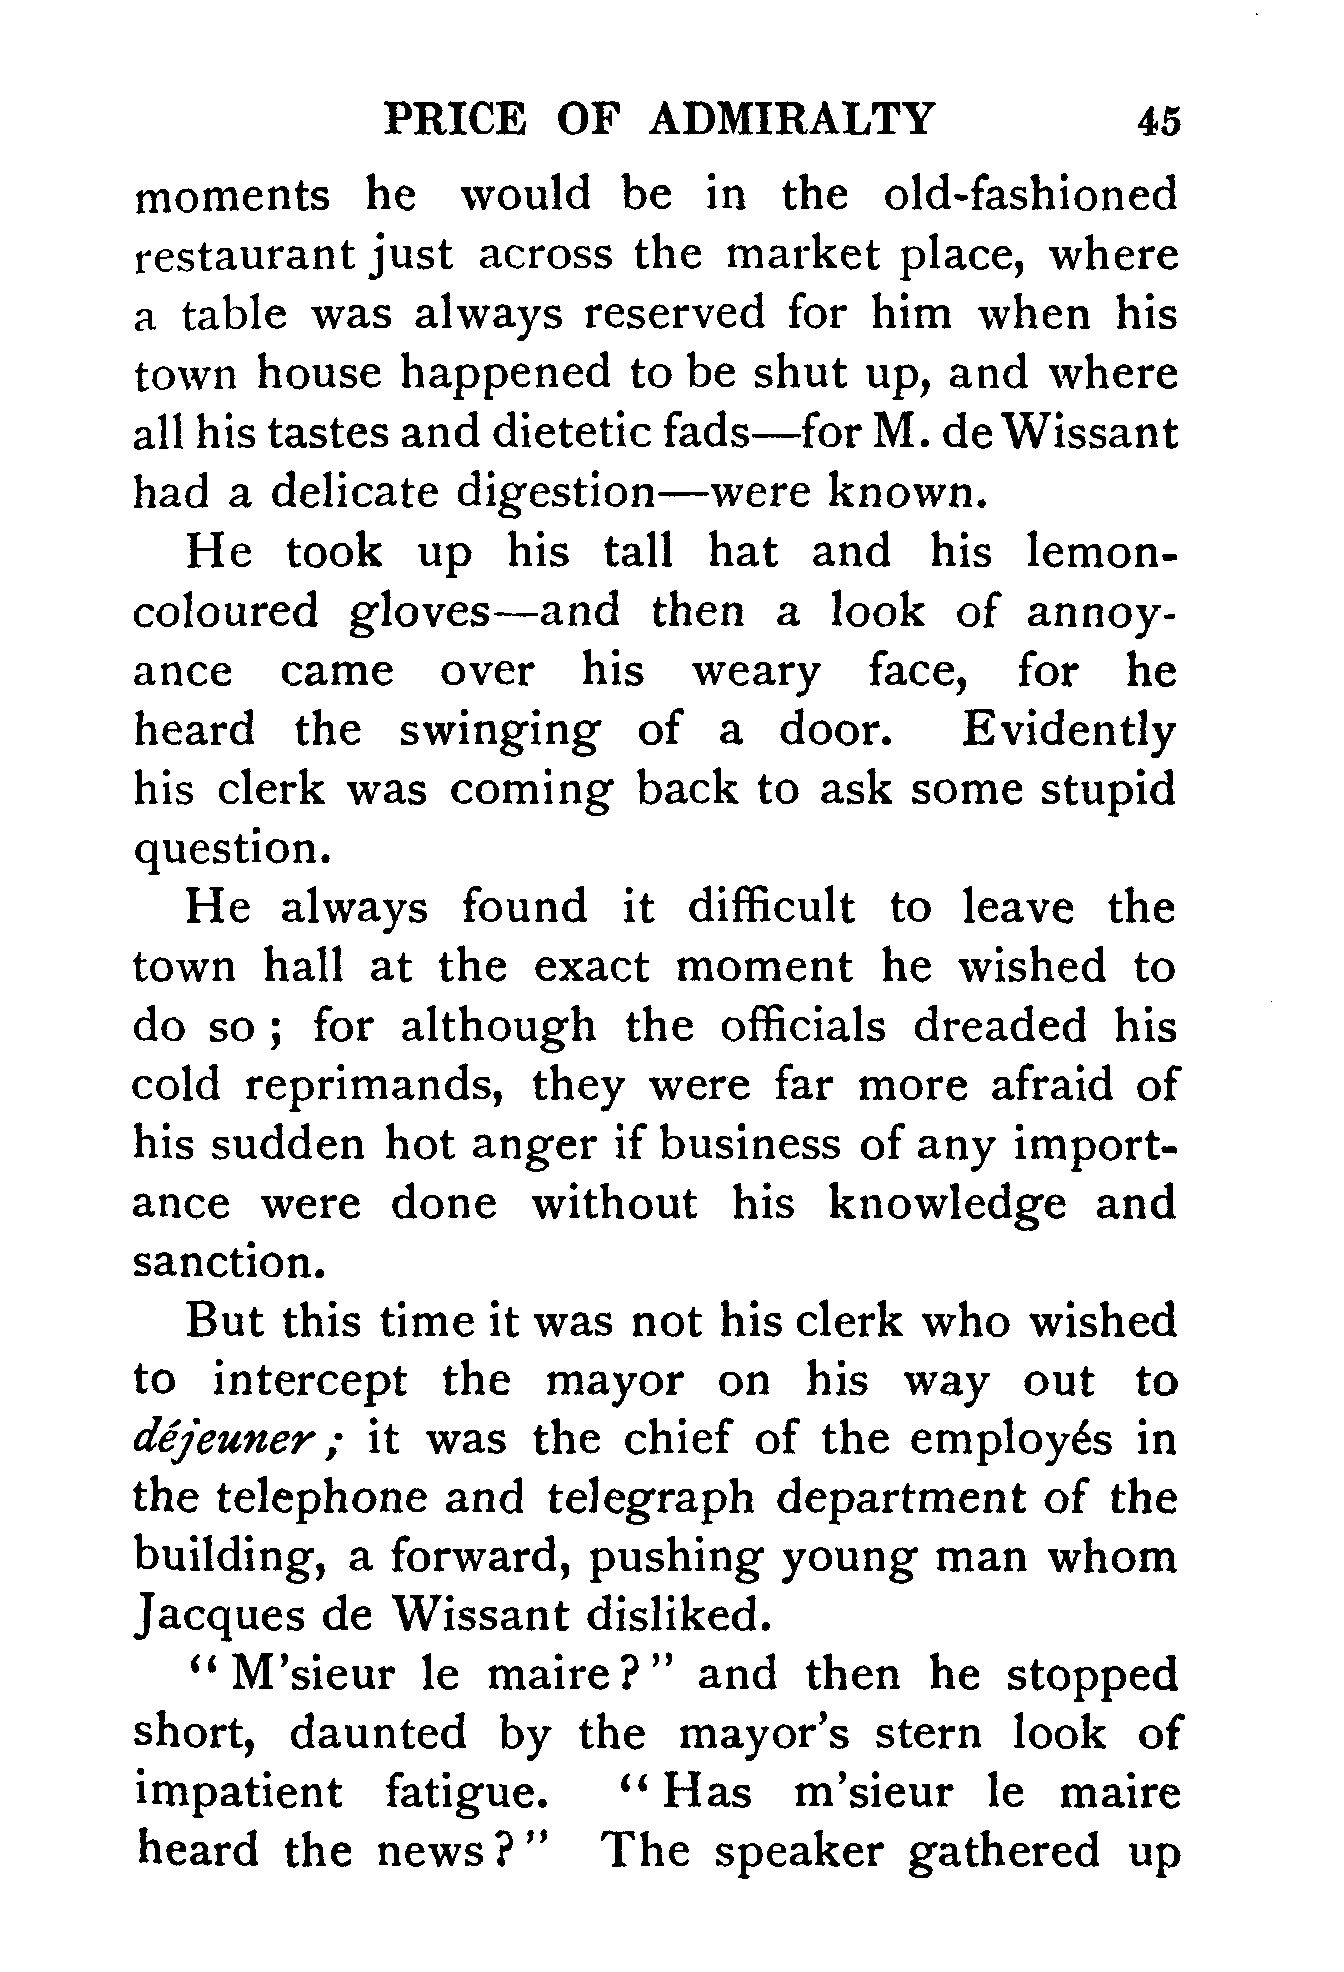 PRICE OF ADMIRALTY 45
moments he would be in the old-fashioned
restaurant just across the market place, where
a table was always reserved for him when his
town house happened to be shut up, and where
all his tastes and dietetic fads—for M. de Wissant
had a delicate digestion—were known.
He took up his tall hat and his lemon-
coloured gloves—and then a look of annoy-
ance came over his weary face, for he
heard the swinging of a door. Evidently
his clerk was coming back to ask some stupid
question.
He always found it difficult to leave the
town hall at the exact moment he wished to
do so ; for although the officials dreaded his
cold reprimands, they were far more afraid of
his sudden hot anger if business of any import-
ance were done without his knowledge and
sanction.
But this time it was not his clerk who wished
to intercept the mayor on his way out to
déjeuner ; it was the chief of the employés in
the telephone and telegraph department of the
building, a forward, pushing young man whom
Jacques de Wissant disliked.
“ M'sieur le maire ? ” and then he stopped
short, daunted by the mayor's stern look of
impatient fatigue. “ Has m'sieur le maire
heard the news ? ” The speaker gathered up